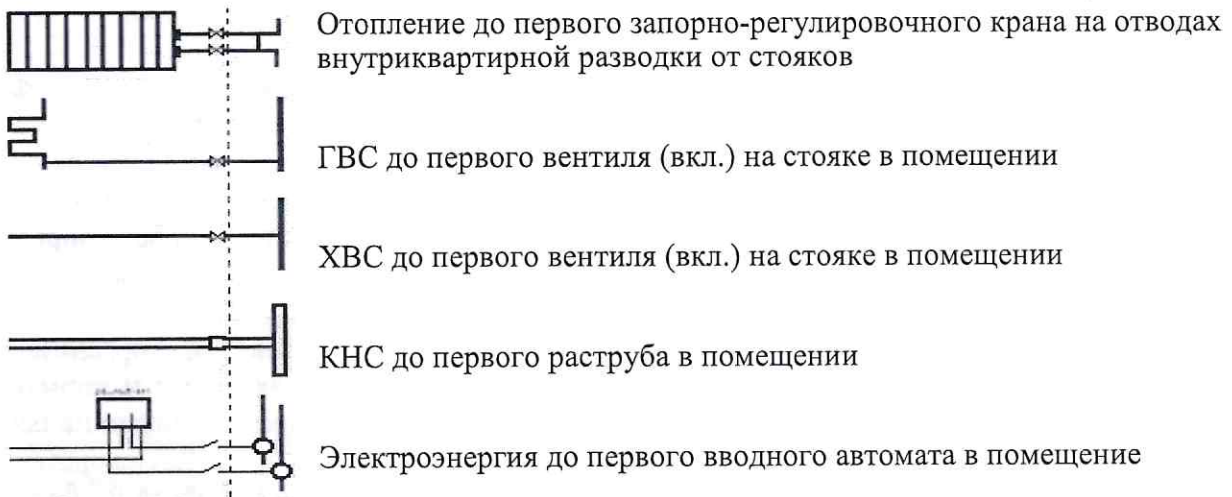 Отопление до первого запорно-регулировочного крана на отводах
внутриквартирной разводки от стояков
ГВС до первого вентиля (вкл.) на стояке в помещении
ХВС до первого вентиля (вкл.) на стояке в помещении
КНС до первого раструба в помещении
Электроэнергия до первого вводного автомата в помещение